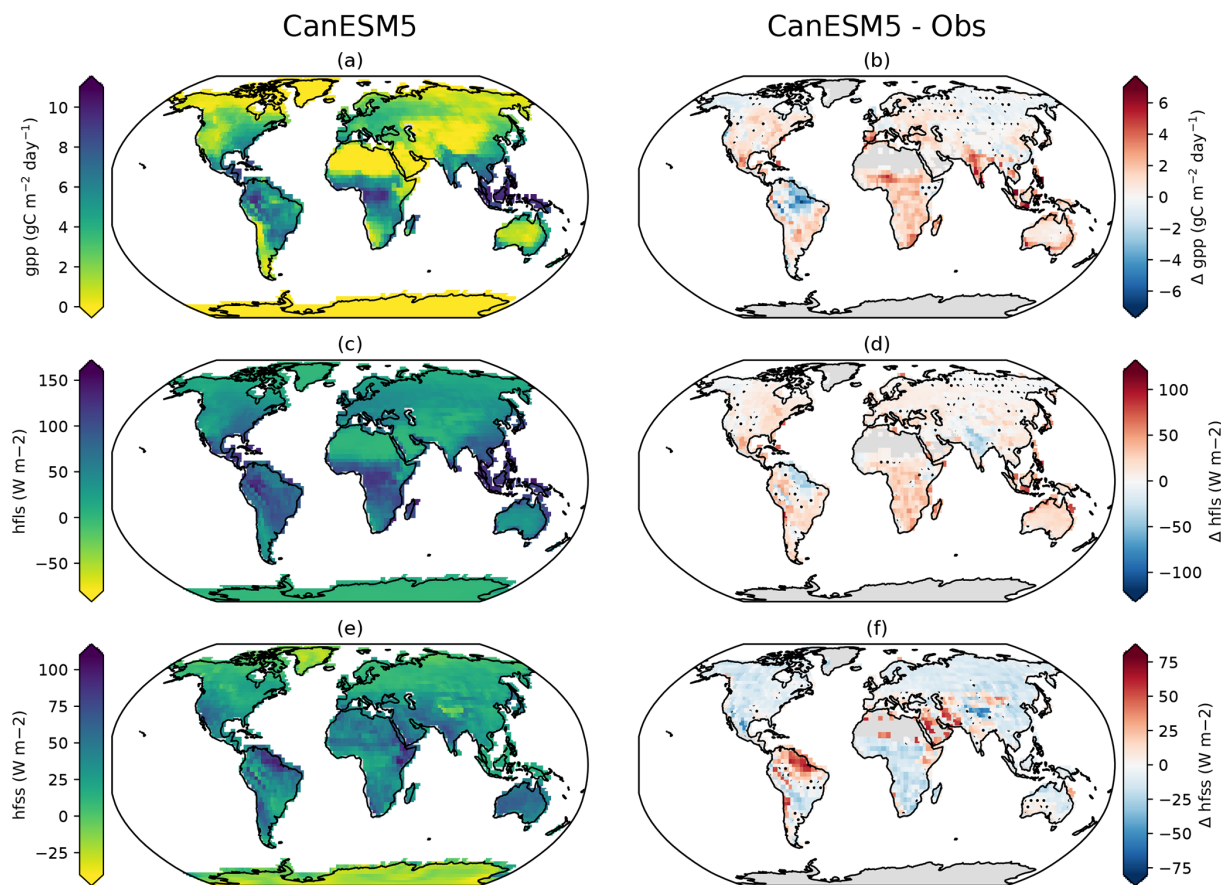 CanESM5
CanESM5 - Obs
(a)
(b)
10
8
6
4
2
0
gpp (gC m⁻² day⁻¹)
6
4
2
0
−2
−4
−6
Δ gpp (gC m⁻² day⁻¹)
(c)
(d)
150
100
50
0
−50
hfls (W m−2)
100
50
0
−50
−100
Δ hfls (W m−2)
(e)
(f)
100
75
50
25
0
−25
hfss (W m−2)
75
50
25
0
−25
−50
−75
Δ hfss (W m−2)